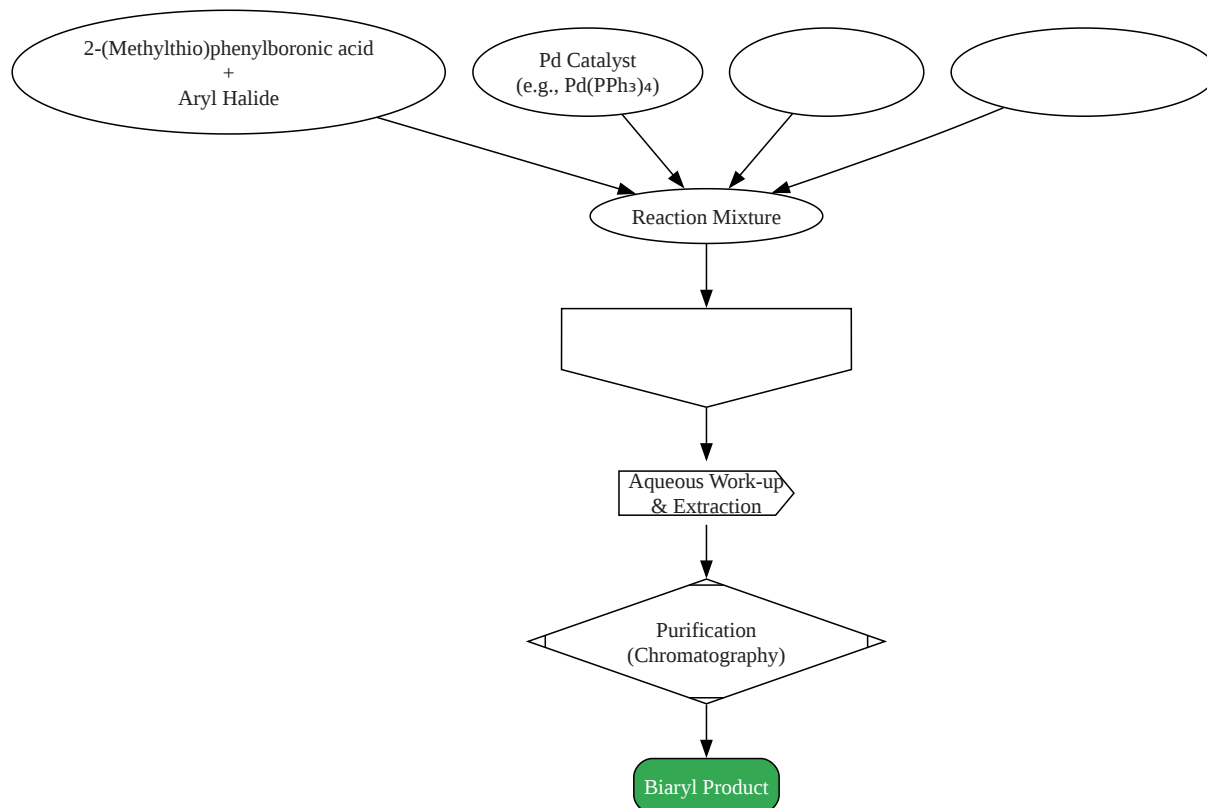 2-(Methylthio)phenylboronic acid
+
Aryl Halide
Pd Catalyst
(e.g., Pd(PPh₃)₄)
Reaction Mixture
Aqueous Work-up
& Extraction
Purification
(Chromatography)
Biaryl Product